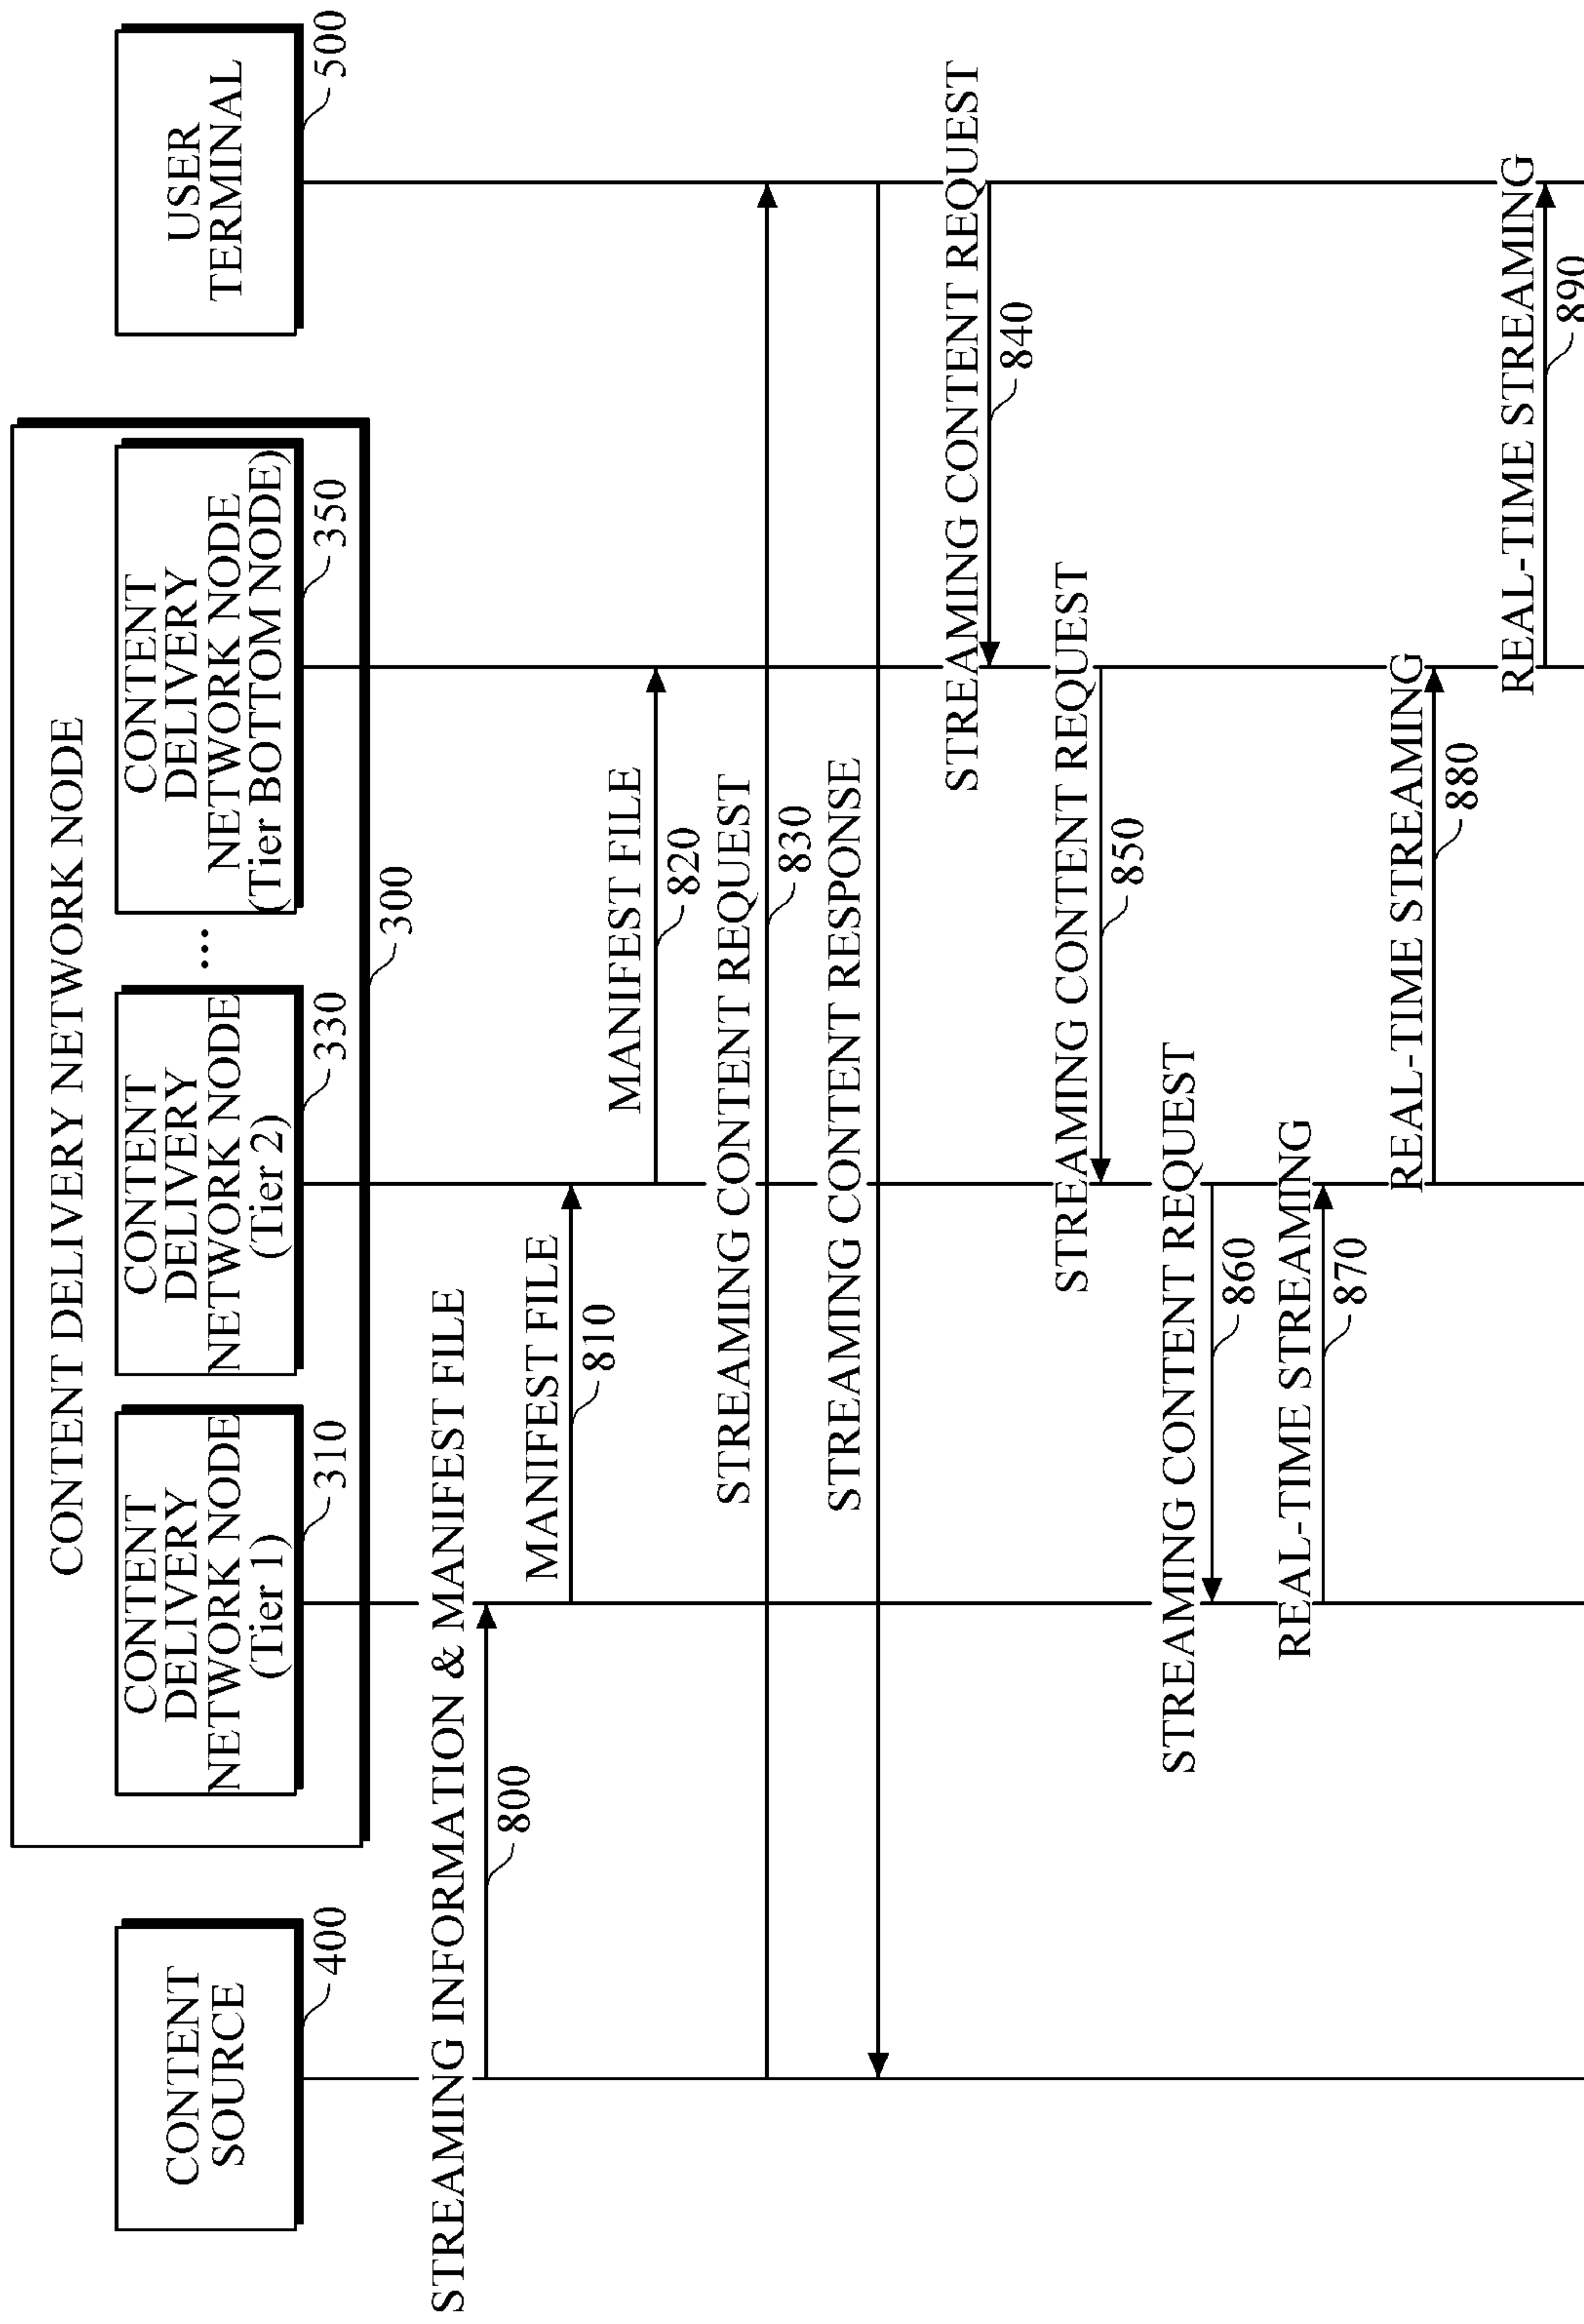 CONTENT DELIVERY NETWORK NODE
CONTENT
SOURCE
400
CONTENT
DELIVERY
NETWORK NODE
(Tier 1)
310
CONTENT
DELIVERY
NETWORK NODE
(Tier 2)
330
...
CONTENT
DELIVERY
NETWORK NODE
(Tier BOTTOM NODE)
350
300
USER
TERMINAL
500
STREAMING INFORMATION & MANIFEST FILE
800
MANIFEST FILE
810
MANIFEST FILE
820
STREAMING CONTENT REQUEST
830
STREAMING CONTENT RESPONSE
STREAMING CONTENT REQUEST
840
STREAMING CONTENT REQUEST
850
STREAMING CONTENT REQUEST
860
REAL-TIME STREAMING
870
REAL-TIME STREAMING
880
REAL-TIME STREAMING
890